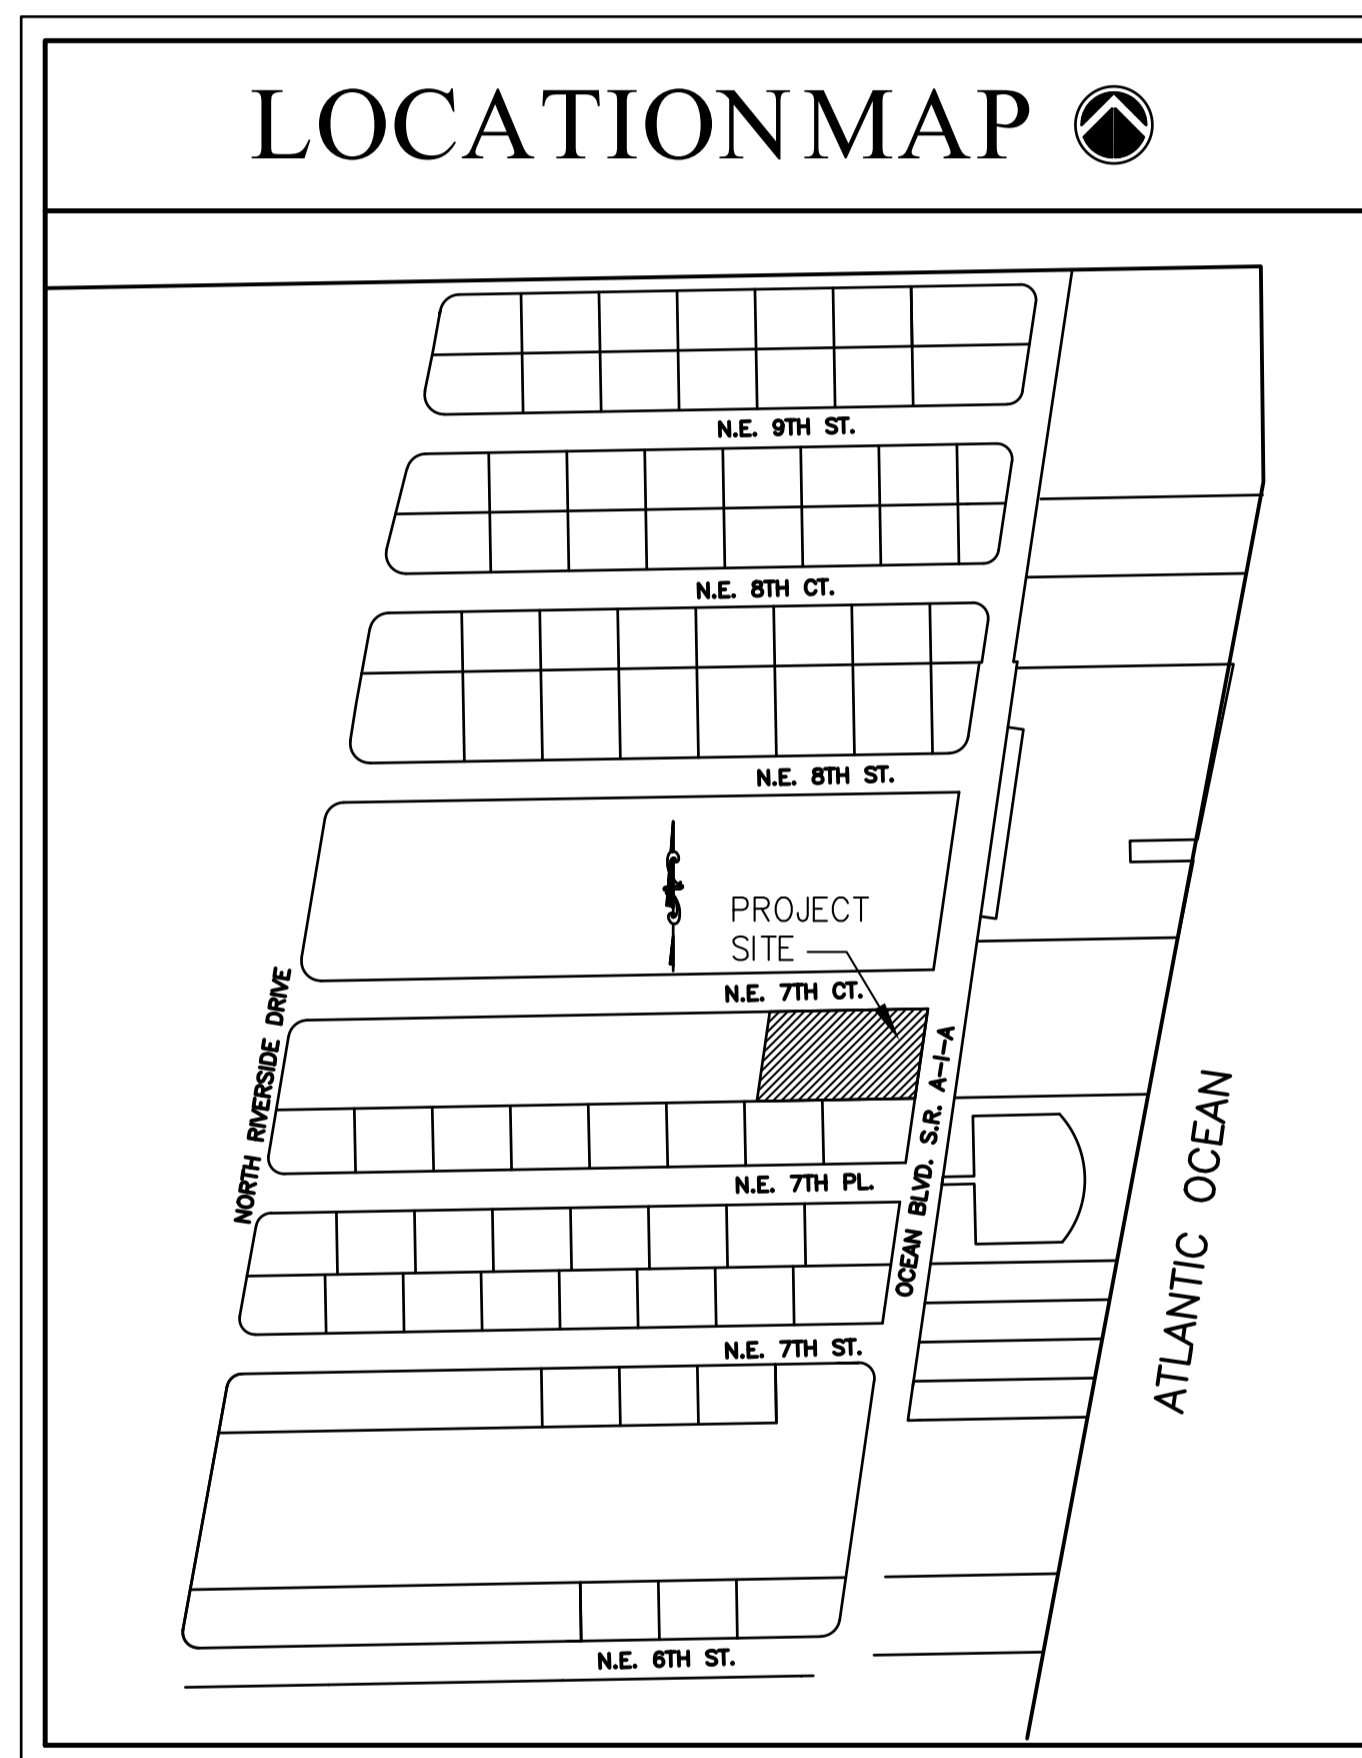 LOCATION MAP
N.E. 9TH ST.
N.E. 8TH CT.
N.E. 8TH ST.
PROJECT
SITE
N.E. 7TH CT.
NORTH RIVERSIDE DRIVE
OCEAN BLVD. S.R. A-1-A
ATLANTIC OCEAN
N.E. 7TH PL.
N.E. 7TH ST.
N.E. 6TH ST.